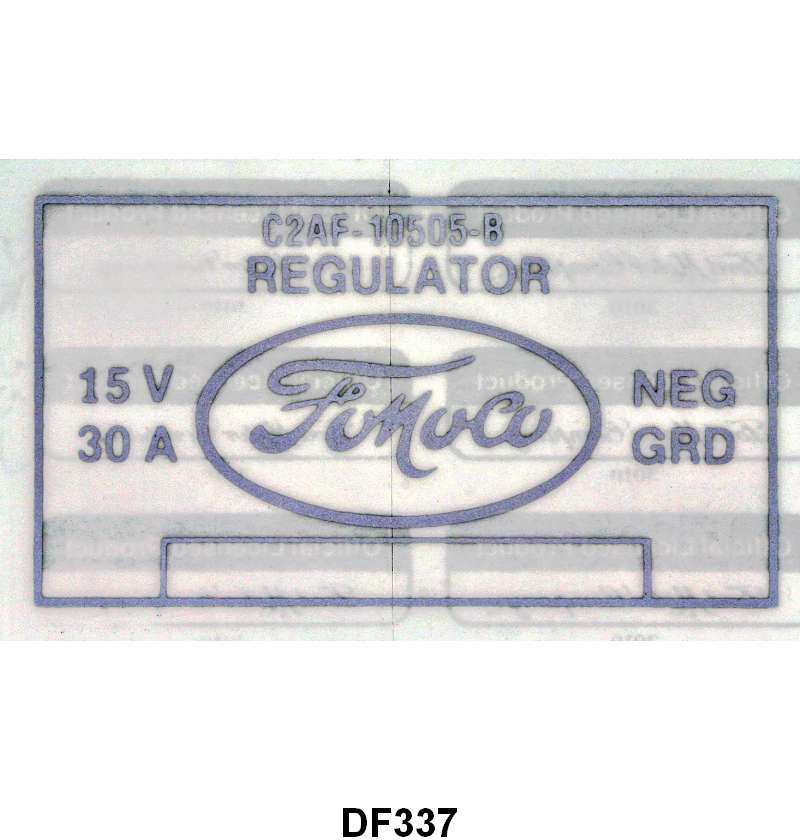 C2AF-10505-B
REGULATOR
15 V
30 A
FoMoCo
NEG
GRD
DF337